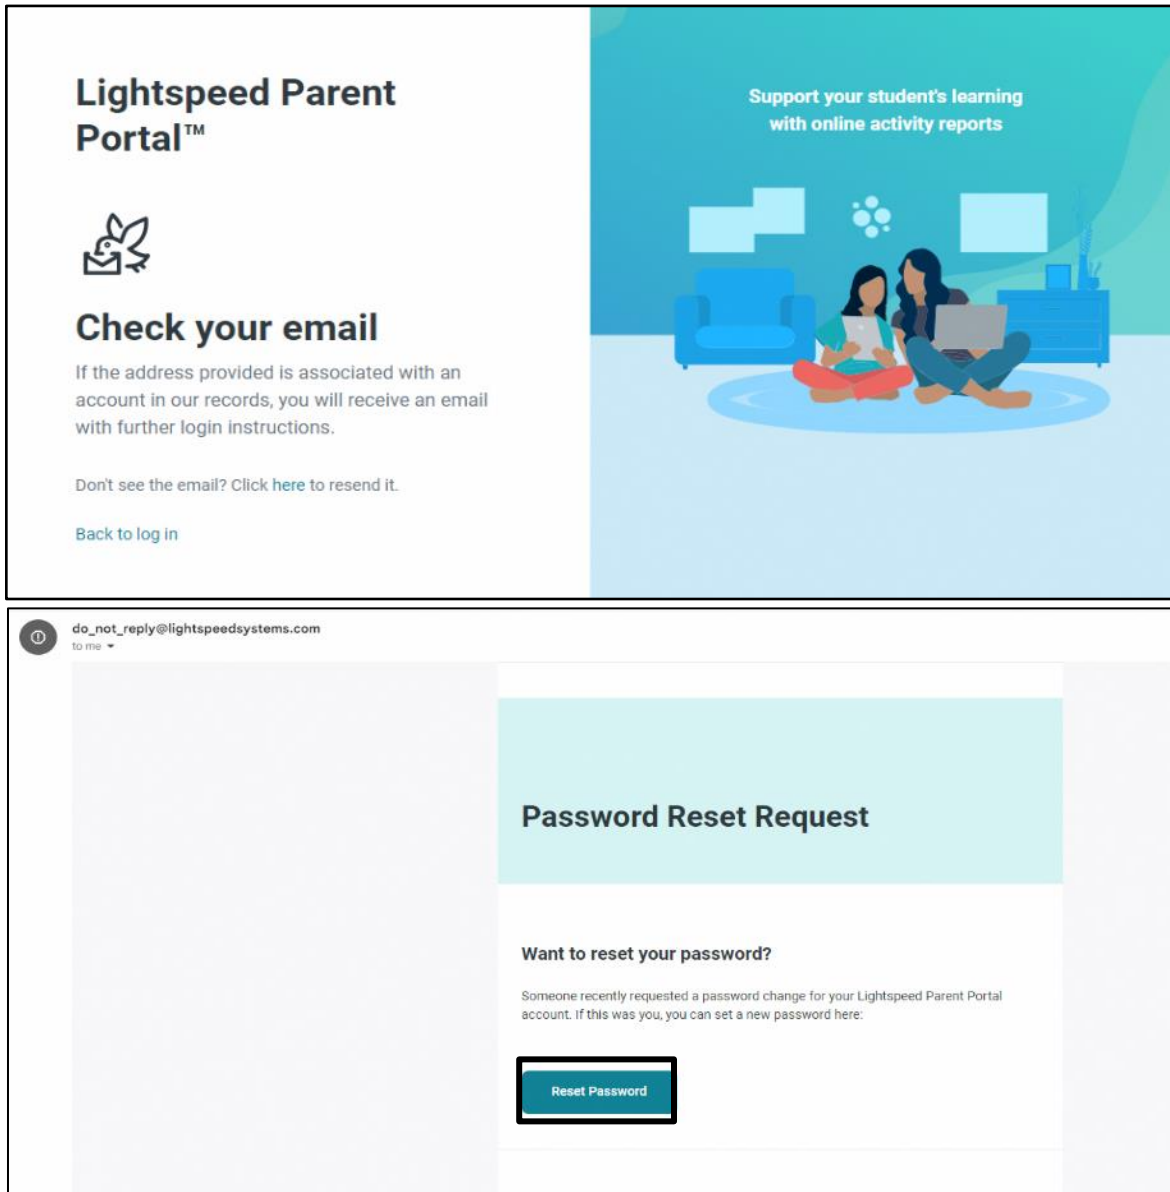 Lightspeed Parent
Portal™
Check your email
If the address provided is associated with an
account in our records, you will receive an email
with further login instructions.
Don't see the email? Click here to resend it.
Back to log in
Support your student's learning
with online activity reports
do_not_reply@lightspeedsystems.com
to me
Password Reset Request
Want to reset your password?
Someone recently requested a password change for your Lightspeed Parent Portal
account. If this was you, you can set a new password here:
Reset Password